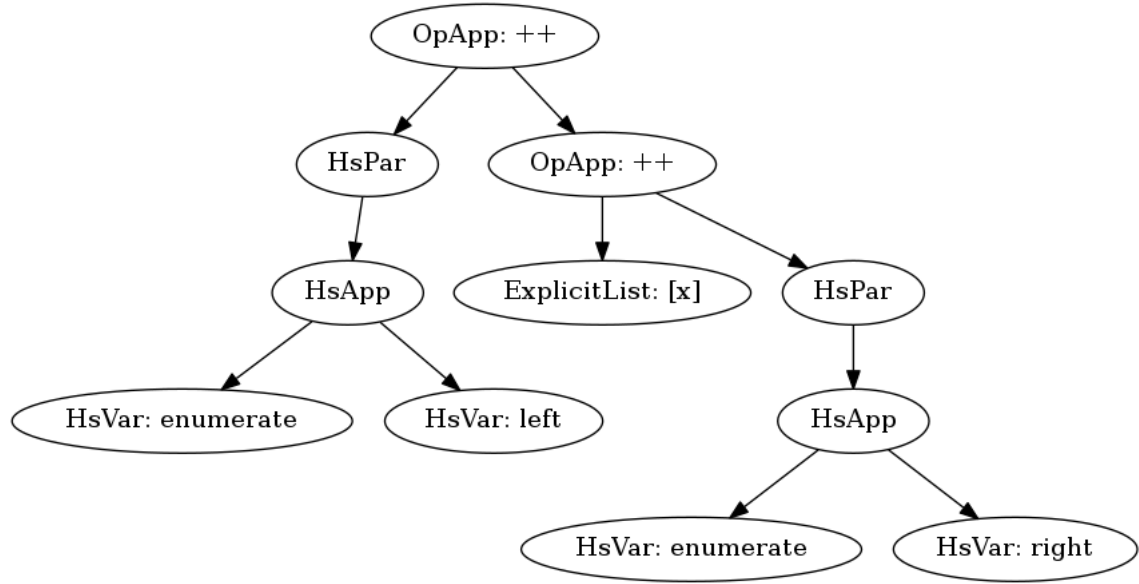 OpApp: ++
HsPar
OpApp: ++
HsApp
ExplicitList: [x]
HsPar
HsVar: enumerate
HsVar: left
HsApp
HsVar: enumerate
HsVar: right